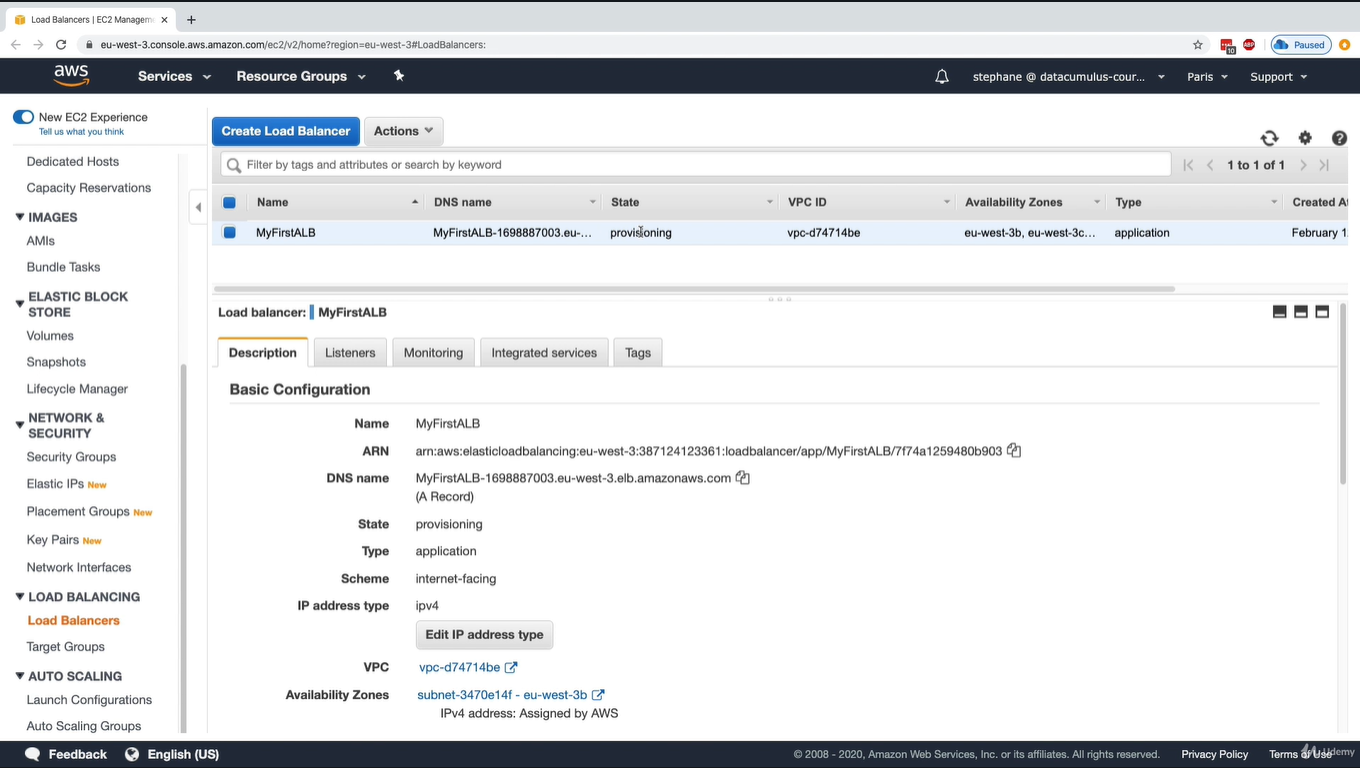 Load Balancers | EC2 Managem
eu-west-3.console.aws.amazon.com/ec2/v2/home?region=eu-west-3#LoadBalancers:
10
ABP
Paused
aws
Services
Resource Groups
stephane @ datacumulus-cour...
Paris
Support
New EC2 Experience
Tell us what you think
Dedicated Hosts
Capacity Reservations
IMAGES
AMIs
Bundle Tasks
ELASTIC BLOCK
STORE
Volumes
Snapshots
Lifecycle Manager
NETWORK &
SECURITY
Security Groups
Elastic IPs New
Placement Groups New
Key Pairs New
Network Interfaces
LOAD BALANCING
Load Balancers
Target Groups
AUTO SCALING
Launch Configurations
Auto Scaling Groups
Create Load Balancer
Actions
Filter by tags and attributes or search by keyword
1 to 1 of 1
Name DNS name State VPC ID Availability Zones Type Created At
MyFirstALB MyFirstALB-1698887003.eu-... provisioning vpc-d74714be eu-west-3b, eu-west-3c... application February 1
Load balancer: MyFirstALB
Description Listeners Monitoring Integrated services Tags
Basic Configuration
Name MyFirstALB
ARN arn:aws:elasticloadbalancing:eu-west-3:387124123361:loadbalancer/app/MyFirstALB/7f74a1259480b903
DNS name MyFirstALB-1698887003.eu-west-3.elb.amazonaws.com
(A Record)
State provisioning
Type application
Scheme internet-facing
IP address type ipv4
Edit IP address type
VPC vpc-d74714be
Availability Zones subnet-3470e14f - eu-west-3b
IPv4 address: Assigned by AWS
Feedback
English (US)
© 2008 - 2020, Amazon Web Services, Inc. or its affiliates. All rights reserved.
Privacy Policy
Terms of Use
Udemy